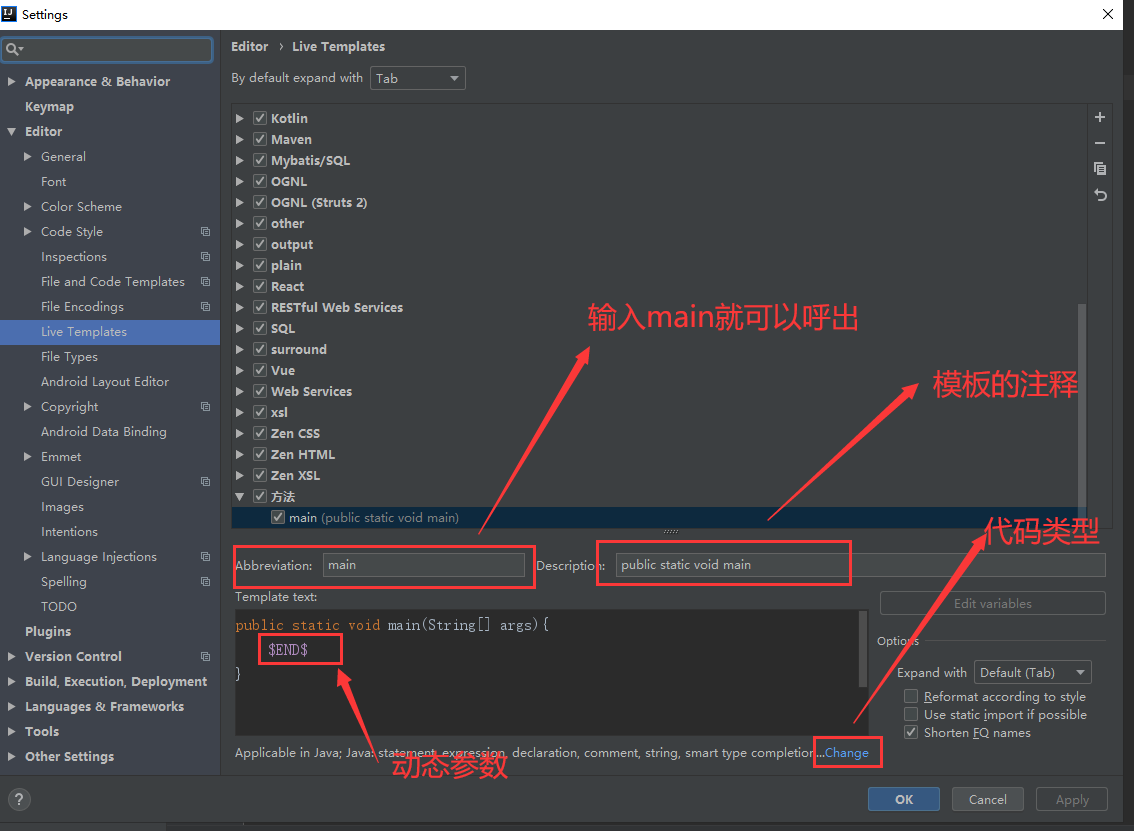 Settings
Appearance & Behavior
Keymap
Editor
General
Font
Color Scheme
Code Style
Inspections
File and Code Templates
File Encodings
Live Templates
File Types
Android Layout Editor
Copyright
Android Data Binding
Emmet
GUI Designer
Images
Intentions
Language Injections
Spelling
TODO
Plugins
Version Control
Build, Execution, Deployment
Languages & Frameworks
Tools
Other Settings
?
Editor › Live Templates
By default expand with Tab
Kotlin
Maven
Mybatis/SQL
OGNL
OGNL (Struts 2)
other
output
plain
React
RESTful Web Services
SQL
surround
Vue
Web Services
xsl
Zen CSS
Zen HTML
Zen XSL
方法
main (public static void main)
输入main就可以呼出
模板的注释
代码类型
Abbreviation: main Description: public static void main
Template text:
public static void main(String[] args){
$END$
}
动态参数
Edit variables
Options
Expand with Default (Tab)
Reformat according to style
Use static import if possible
Shorten FQ names
Applicable in Java; Java: statement, expression, declaration, comment, string, smart type completion...Change
OK Cancel Apply